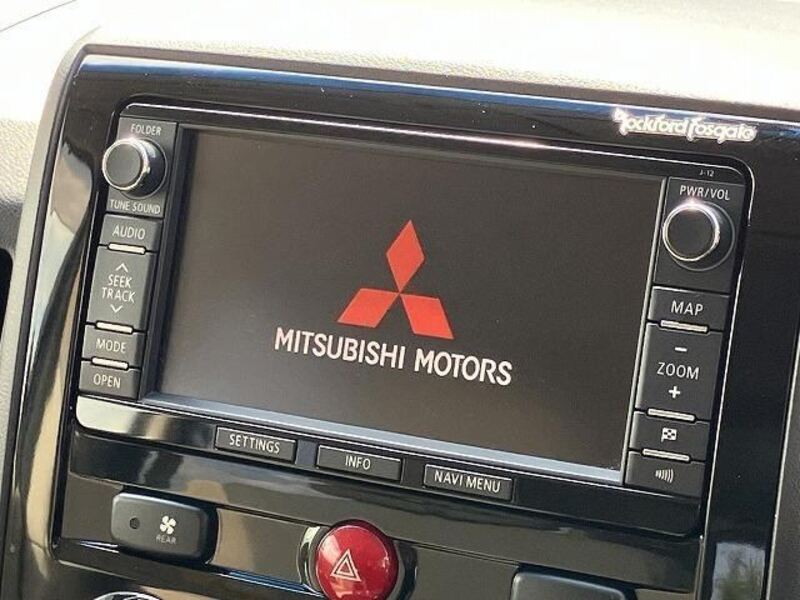 Rockford Fosgate
J-12
FOLDER
TUNE SOUND
AUDIO
SEEK
TRACK
MODE
OPEN
MITSUBISHI MOTORS
PWR/VOL
MAP
−
ZOOM
+
SETTINGS
INFO
NAVI MENU
REAR